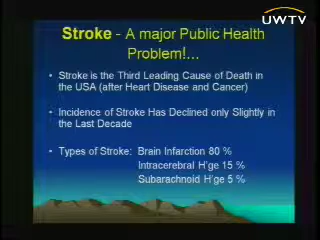 UWTV
Stroke - A major Public Health
Problem!...
• Stroke is the Third Leading Cause of Death in
the USA (after Heart Disease and Cancer)
• Incidence of Stroke Has Declined only Slightly in
the Last Decade
• Types of Stroke: Brain Infarction 80 %
Intracerebral H'ge 15 %
Subarachnoid H'ge 5 %